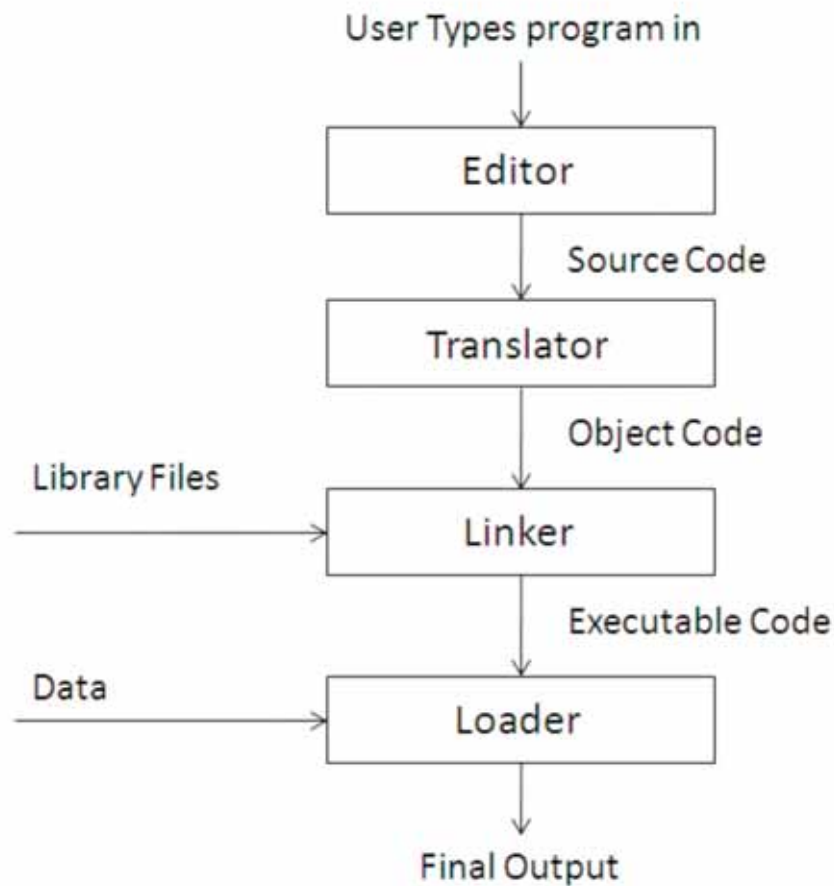 User Types program in
Editor
Source Code
Translator
Object Code
Library Files
Linker
Executable Code
Data
Loader
Final Output